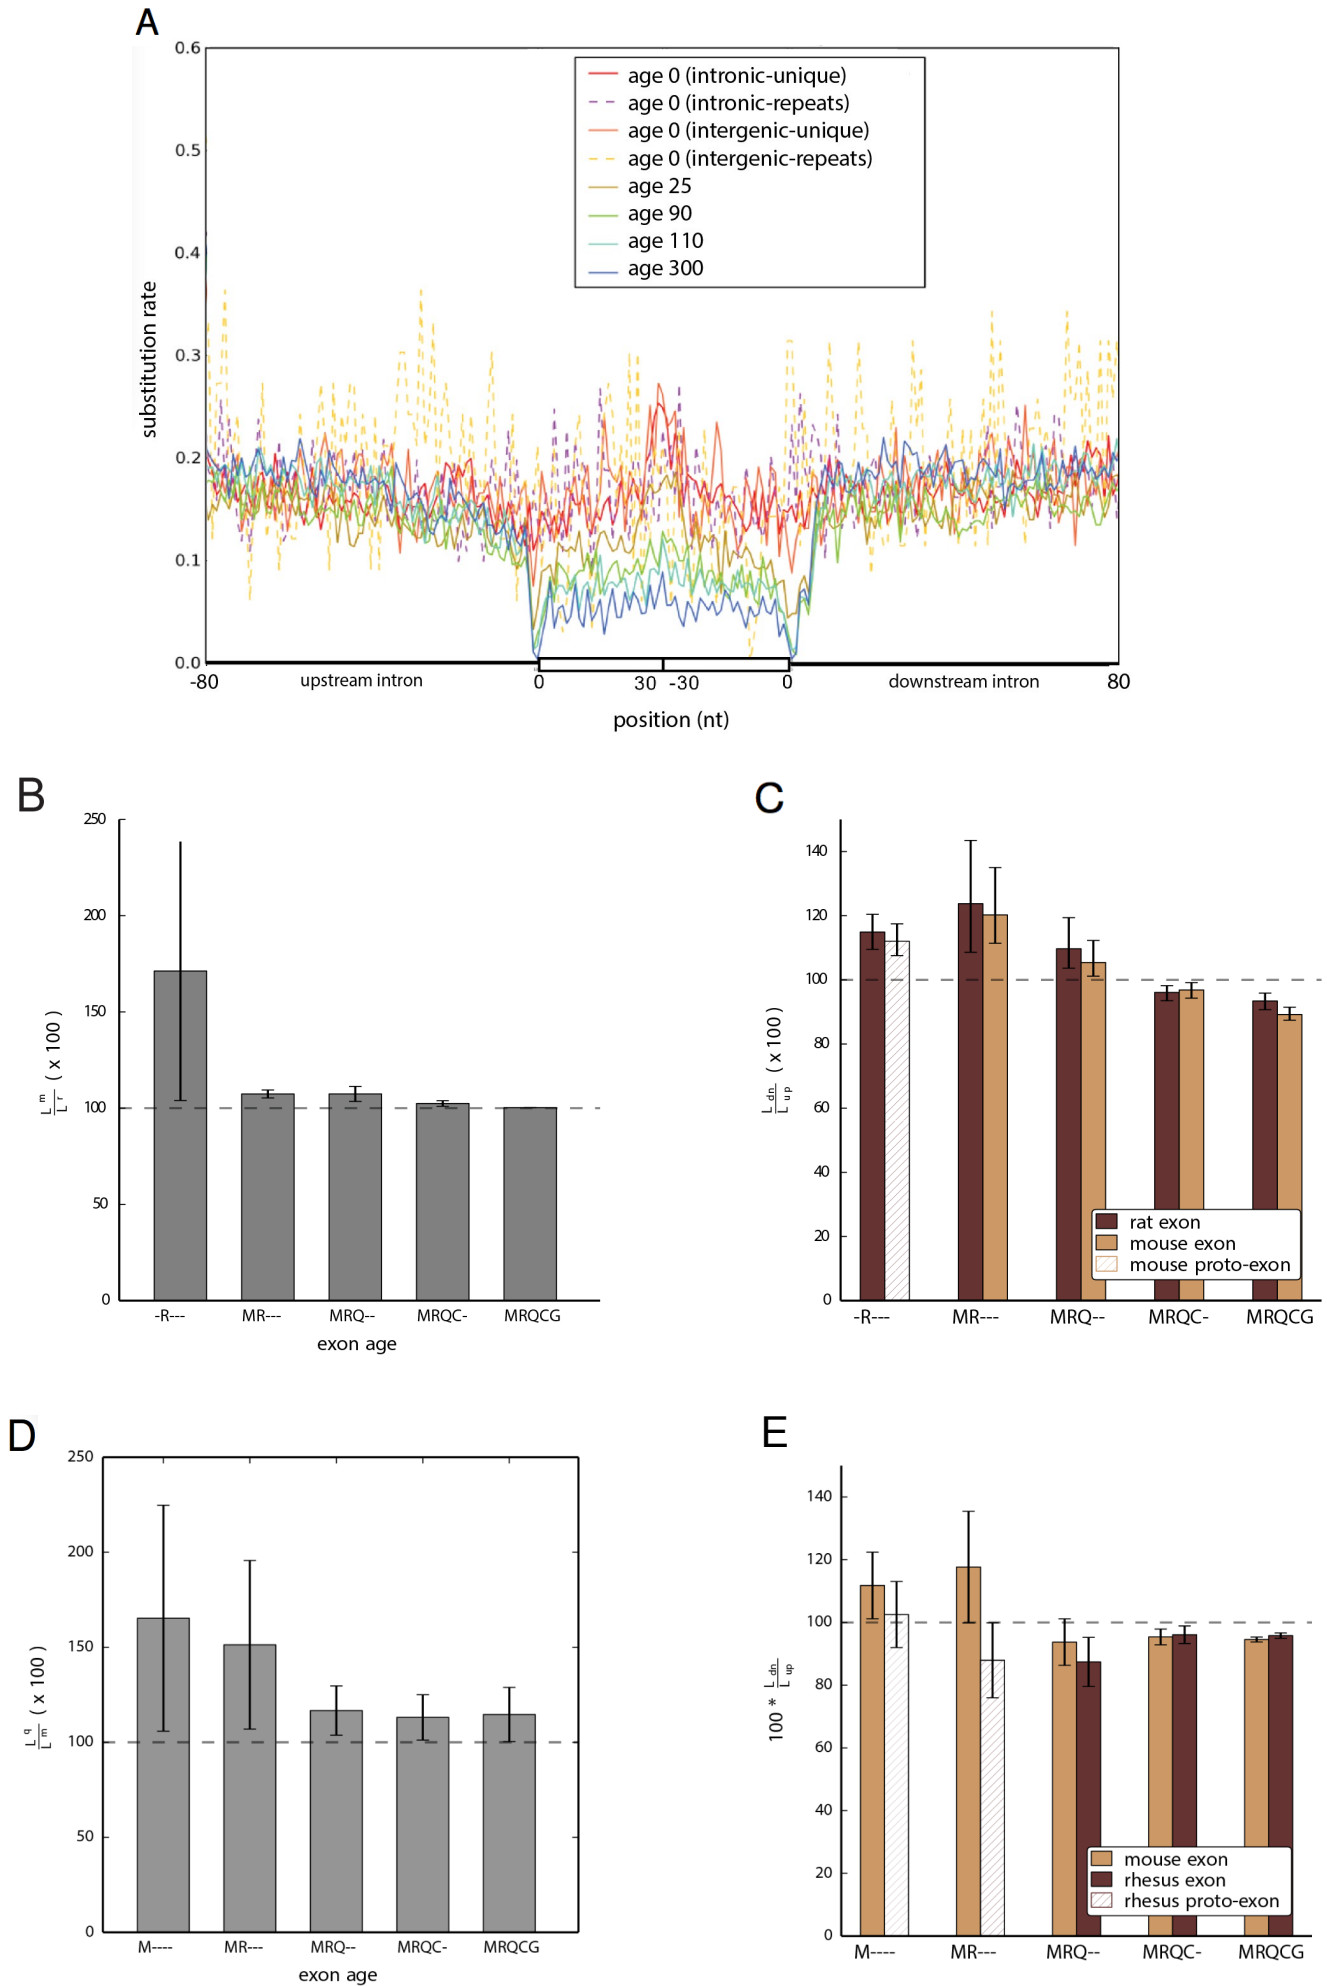 A
0.6
0.5
0.4
0.3
0.2
0.1
0.0
substitution rate
age 0 (intronic-unique)
age 0 (intronic-repeats)
age 0 (intergenic-unique)
age 0 (intergenic-repeats)
age 25
age 90
age 110
age 300
-80 upstream intron 0 30 -30 0 downstream intron 80
position (nt)
B
250
200
150
100
50
0
L m / L r ( x 100 )
-R--- MR--- MRQ-- MRQC- MRQCG
exon age
C
140
120
100
80
60
40
20
0
L dn / L up ( x 100 )
rat exon
mouse exon
mouse proto-exon
-R--- MR--- MRQ-- MRQC- MRQCG
D
250
200
150
100
50
0
L q / L m ( x 100 )
M---- MR--- MRQ-- MRQC- MRQCG
exon age
E
140
120
100
80
60
40
20
0
100 * L dn / L up
mouse exon
rhesus exon
rhesus proto-exon
M---- MR--- MRQ-- MRQC- MRQCG